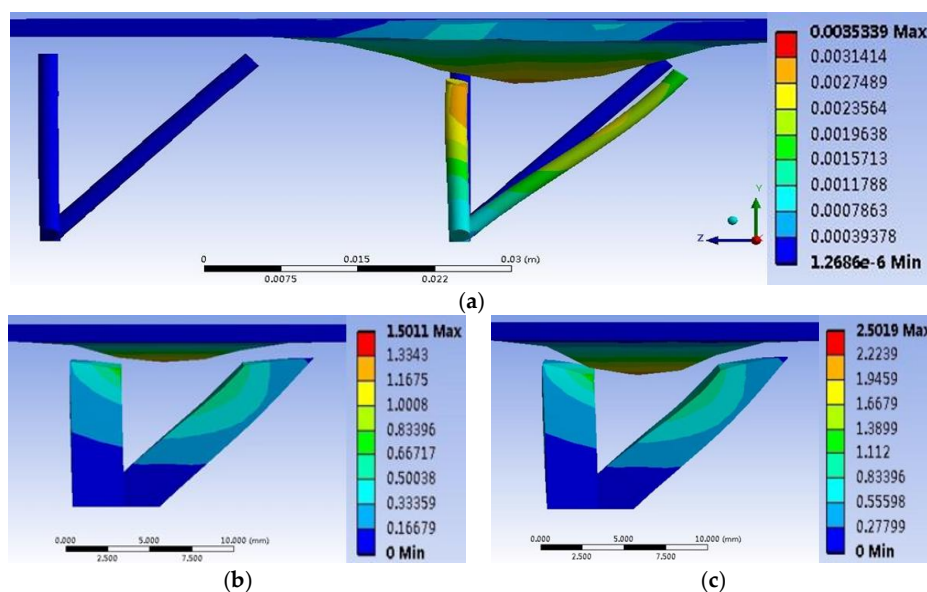 0.0035339 Max
0.0031414
0.0027489
0.0023564
0.0019638
0.0015713
0.0011788
0.0007863
0.00039378
1.2686e-6 Min
Y
Z
0 0.015 0.03 (m)
0.0075 0.022
(a)
1.5011 Max
1.3343
1.1675
1.0008
0.83396
0.66717
0.50038
0.33359
0.16679
0 Min
0.000 5.000 10.000 (mm)
2.500 7.500
(b)
2.5019 Max
2.2239
1.9459
1.6679
1.3899
1.112
0.83396
0.55598
0.27799
0 Min
0.000 5.000 10.000 (mm)
2.500 7.500
(c)